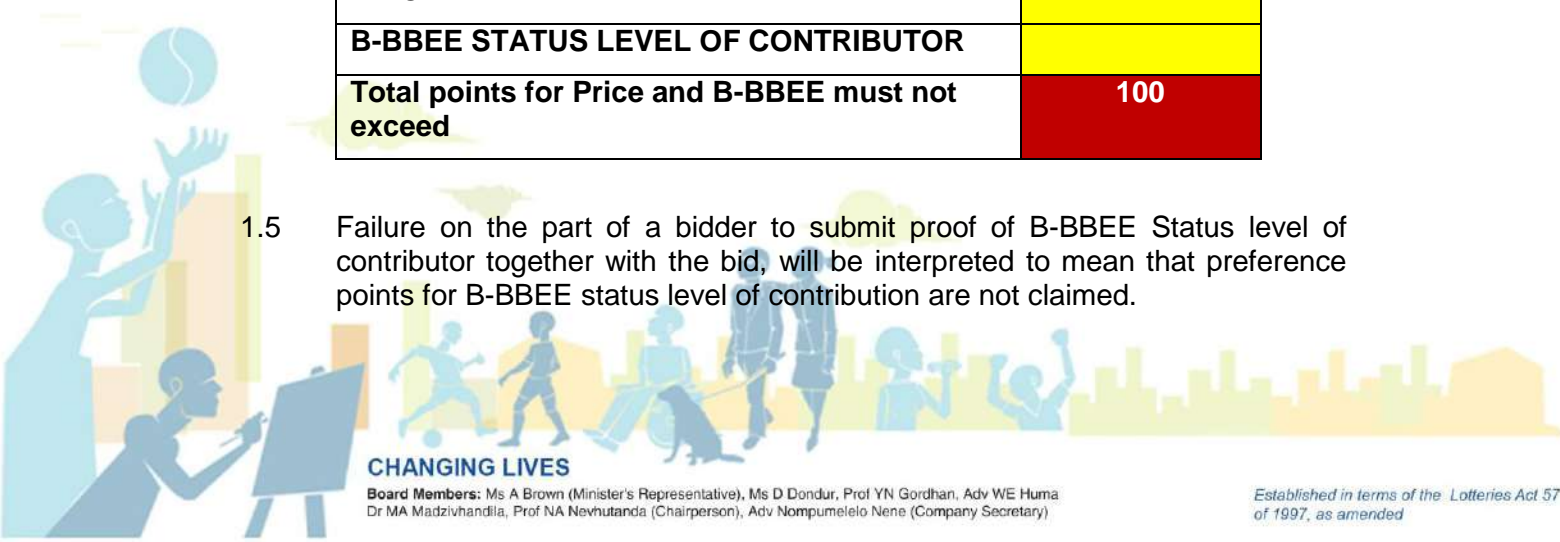 B-BBEE STATUS LEVEL OF CONTRIBUTOR
Total points for Price and B-BBEE must not 100
exceed
1.5 Failure on the part of a bidder to submit proof of B-BBEE Status level of
contributor together with the bid, will be interpreted to mean that preference
points for B-BBEE status level of contribution are not claimed.
CHANGING LIVES
Board Members: Ms A Brown (Minister's Representative), Ms D Dondur, Prof YN Gordhan, Adv WE Huma
Dr MA Madzivhandila, Prof NA Nevhutanda (Chairperson), Adv Nompumelelo Nene (Company Secretary)
Established in terms of the Lotteries Act 57
of 1997, as amended